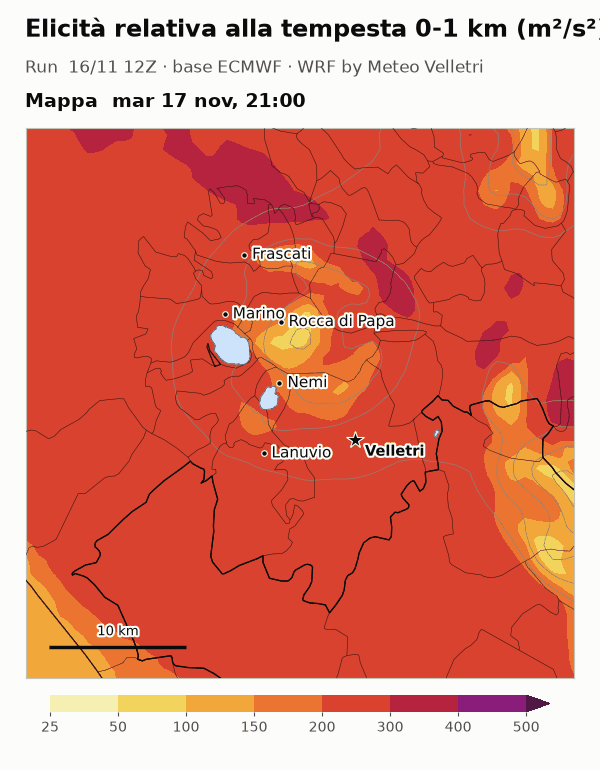 Elicità relativa alla tempesta 0-1 km (m²/s²)
Run 16/11 12Z · base ECMWF · WRF by Meteo Velletri
Mappa mar 17 nov, 21:00
Frascati
Marino
Rocca di Papa
Nemi
Velletri
Lanuvio
10 km
25 50 100 150 200 300 400 500